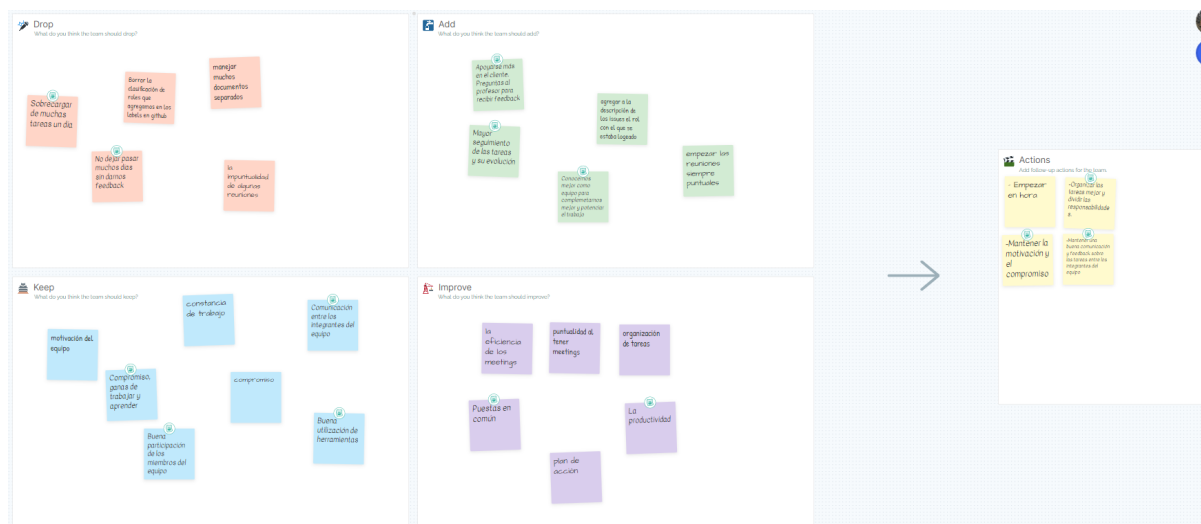 Drop
What do you think the team should drop?
Sobrecargar
de muchas
tareas un día
Borrar la
clasificación de
roles que
agregamos en los
labels en github
manejar
muchos
documentos
separados
No dejar pasar
muchos días
sin darnos
feedback
la
impuntualidad
de algunas
reuniones
Add
What do you think the team should add?
Apoyarse más
en el cliente.
Preguntas al
profesor para
recibir feedback
agregar a la
descripción de
los issues el rol
con el que se
estaba logeado
Mayor
seguimiento
de las tareas
y su evolución
empezar las
reuniones
siempre
puntuales
Conocernos
mejor como
equipo para
complementarnos
mejor y potenciar
el trabajo
Keep
What do you think the team should keep?
motivación del
equipo
constancia
de trabajo
Comunicación
entre los
integrantes del
equipo
Compromiso,
ganas de
trabajar y
aprender
compromiso
Buena
participación
de los
miembros del
equipo
Buena
utilización de
herramientas
Improve
What do you think the team should improve?
la
eficiencia
de los
meetings
puntualidad al
tener
meetings
organización
de tareas
Puestas en
común
La
productividad
plan de
acción
Actions
Add follow-up actions for the team
- Empezar
en hora
-Organizar las
tareas mejor y
dividir las
responsabilidade
s.
-Mantener la
motivación y
el
compromiso
-Mantener una
buena comunicación
y feedback sobre
las tareas entre los
integrantes del
equipo